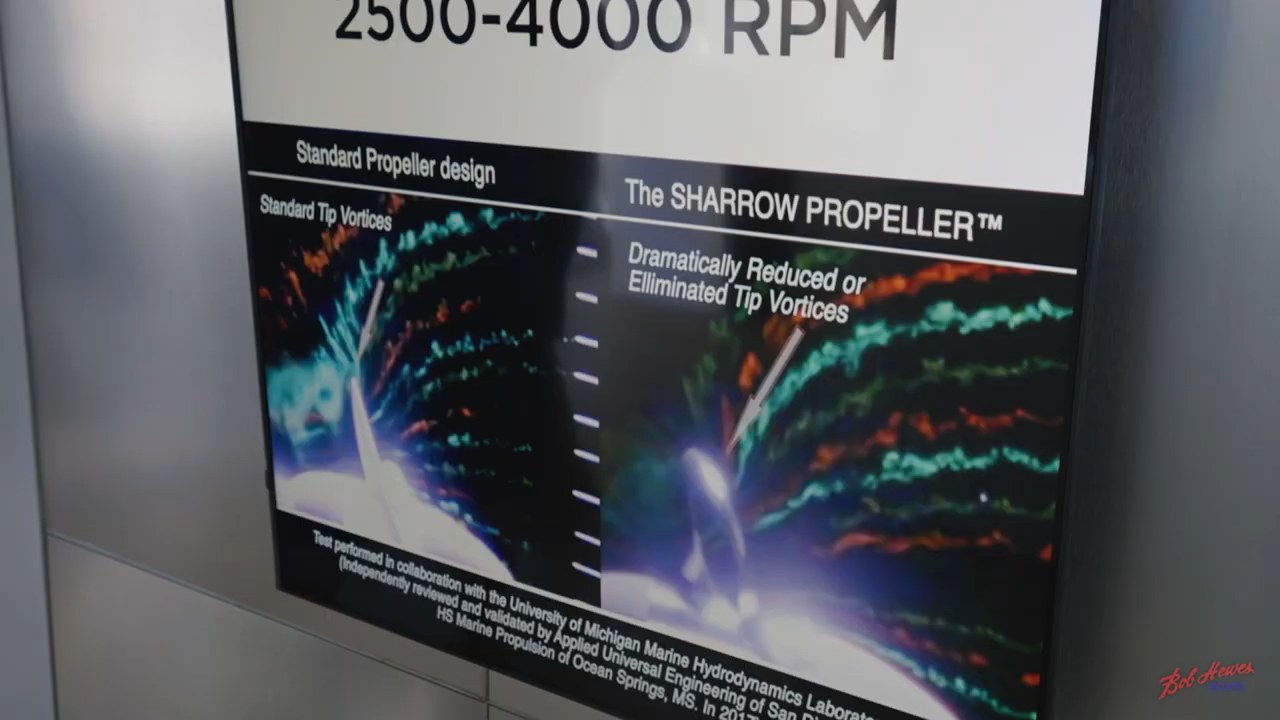 2500-4000 RPM
Standard Propeller design
The SHARROW PROPELLER™
Standard Tip Vortices
Dramatically Reduced or
Elliminated Tip Vortices
Test performed in collaboration with the University of Michigan Marine Hydrodynamics
(Independently reviewed and validated by Applied Universal Engineering of San
HS Marine Propulsion of Ocean Springs, MS. In 2017
Bob Hewes